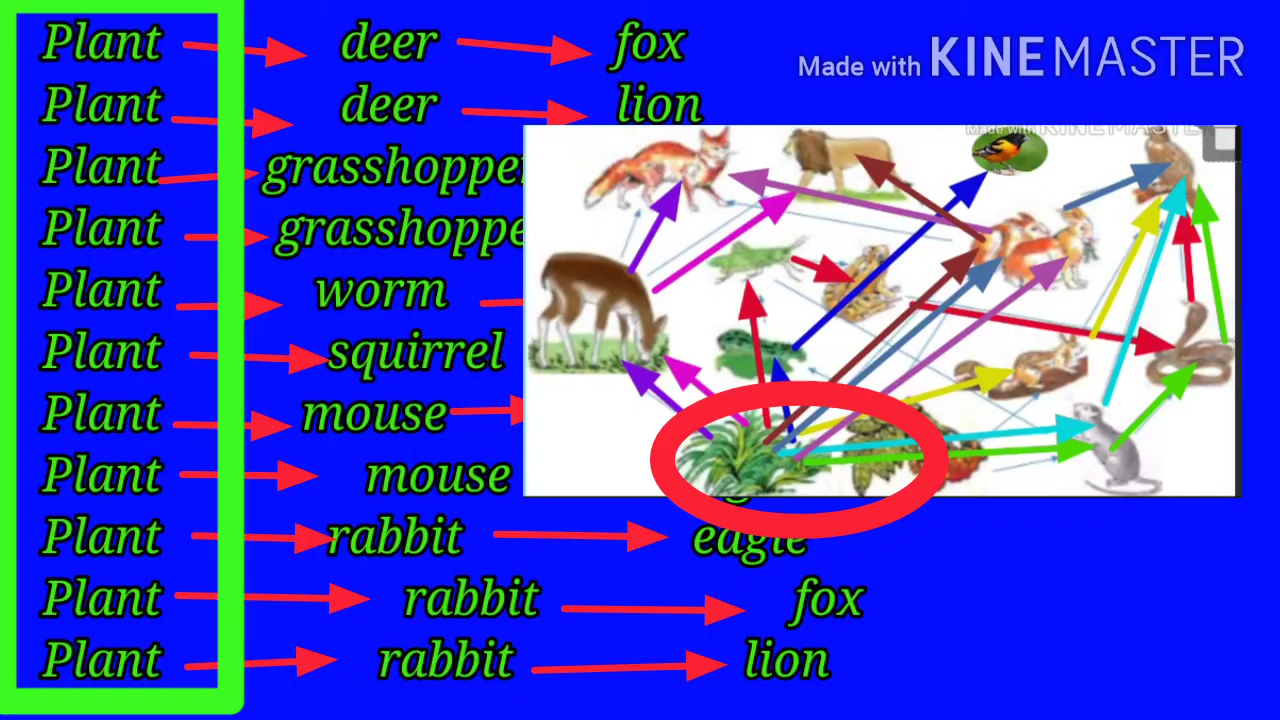 Plant deer fox
Made with KINEMASTER
Plant deer lion
Plant grasshopper
Plant grasshoppe
Plant worm
Plant squirrel
Plant mouse
Plant mouse
Plant rabbit eagle
Plant rabbit fox
Plant rabbit lion